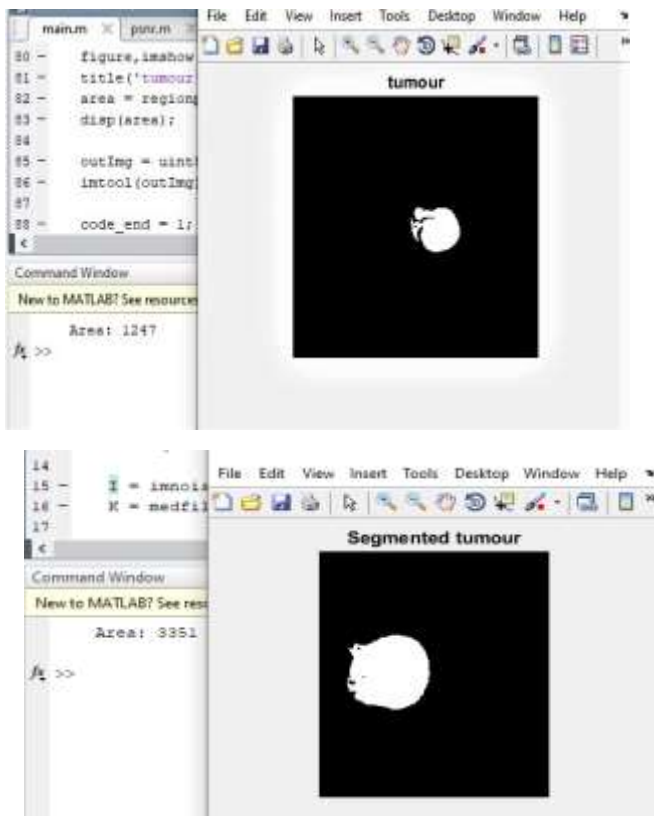 main.m psnr.m
File Edit View Insert Tools Desktop Window Help
80 - figure,imshow
81 - title('tumour
82 - area = region
83 - disp(area);
84
85 - outImg = uint
86 - imtool(outImg
87
88 - code_end = 1;
tumour
Command Window
New to MATLAB? See resources
Area: 1247
fx >>
14
15 - I = imnois
16 - K = medfil
17
File Edit View Insert Tools Desktop Window Help
Segmented tumour
Command Window
New to MATLAB? See reso
Area: 3351
fx >>